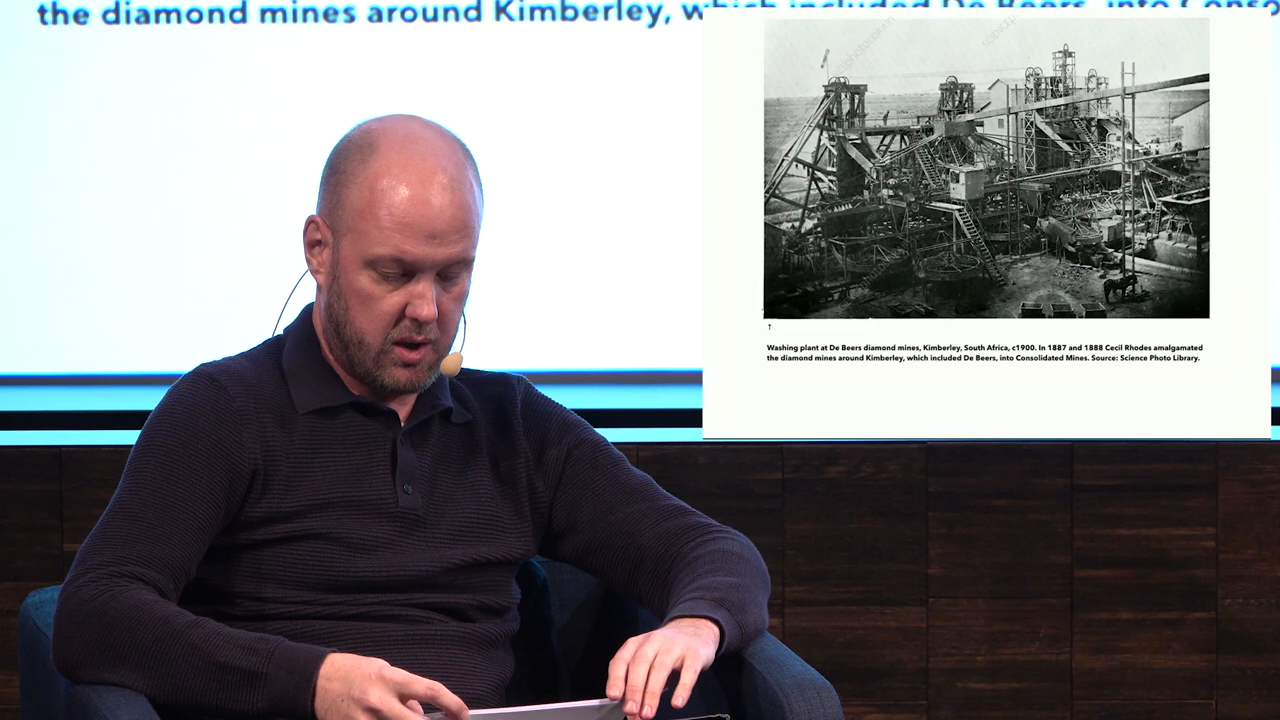 the diamond mines around Kimberley, which included De Beers, into Conso
↑
Washing plant at De Beers diamond mines, Kimberley, South Africa, c1900. In 1887 and 1888 Cecil Rhodes amalgamated
the diamond mines around Kimberley, which included De Beers, into Consolidated Mines. Source: Science Photo Library.